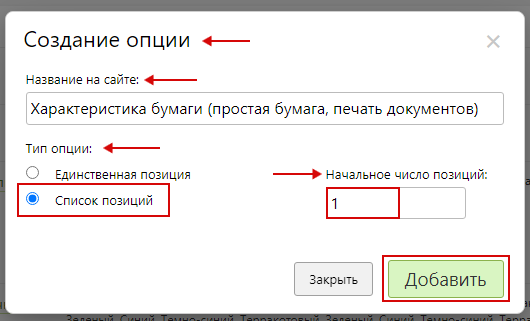 Создание опции
Название на сайте:
Характеристика бумаги (простая бумага, печать документов)
Тип опции:
Единственная позиция
Начальное число позиций:
Список позиций
1
Закрыть
Добавить
Зеленый, Синий, Темно-синий, Терракотовый, Зеленый, Синий, Темно-синий, Терра